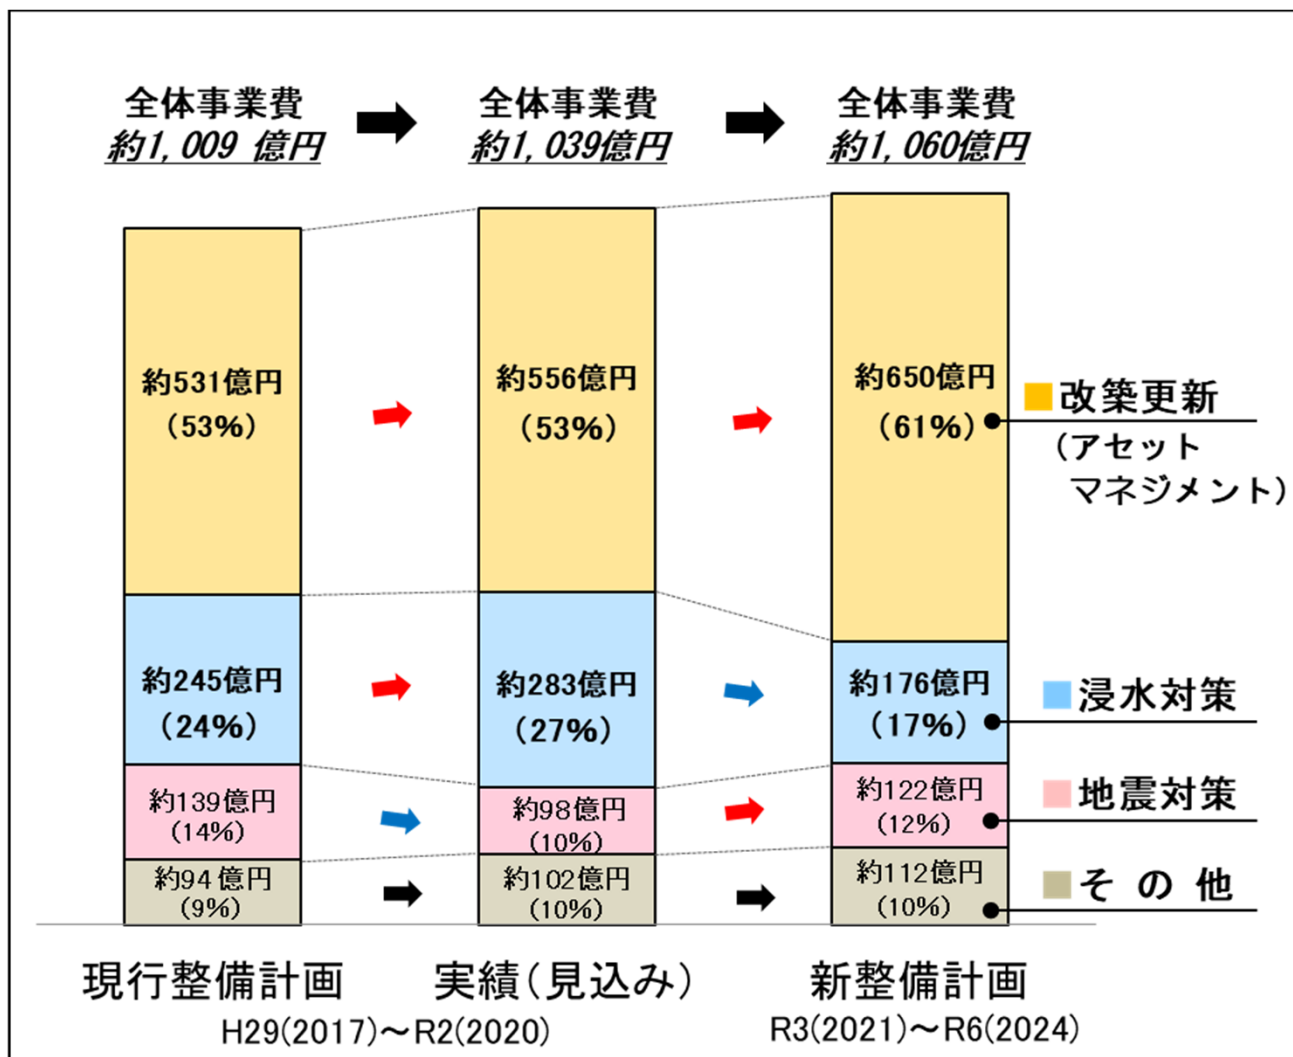 全体事業費
約1,009 億円
全体事業費
約1,039億円
全体事業費
約1,060億円
約531億円
(53%)
約556億円
(53%)
約650億円
(61%)
改築更新
(アセット
マネジメント)
約245億円
(24%)
約283億円
(27%)
約176億円
(17%)
浸水対策
約139億円
(14%)
約98億円
(10%)
約122億円
(12%)
地震対策
約94億円
(9%)
約102億円
(10%)
約112億円
(10%)
その他
現行整備計画
実績(見込み)
新整備計画
H29(2017)～R2(2020)
R3(2021)～R6(2024)